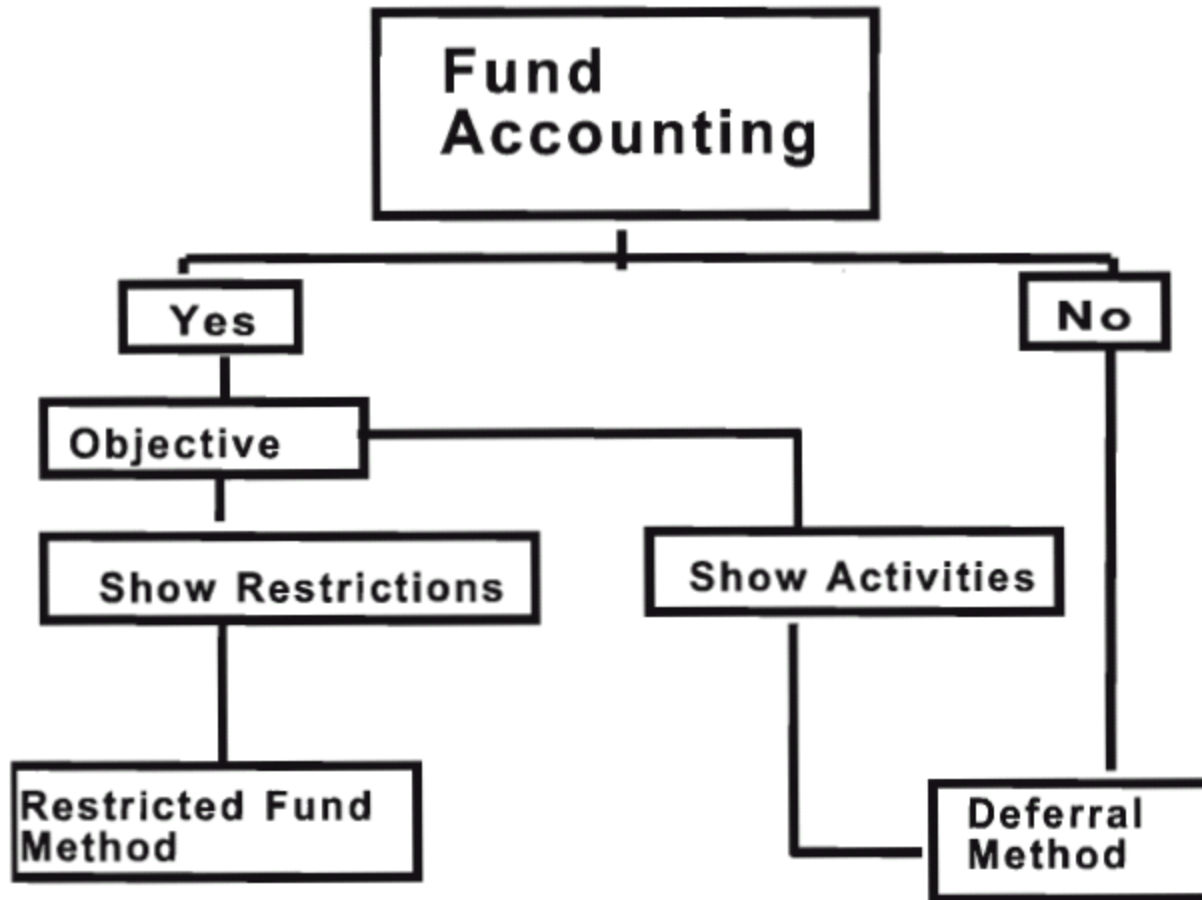 Fund
Accounting
Yes
No
Objective
Show Restrictions
Show Activities
Restricted Fund
Method
Deferral
Method